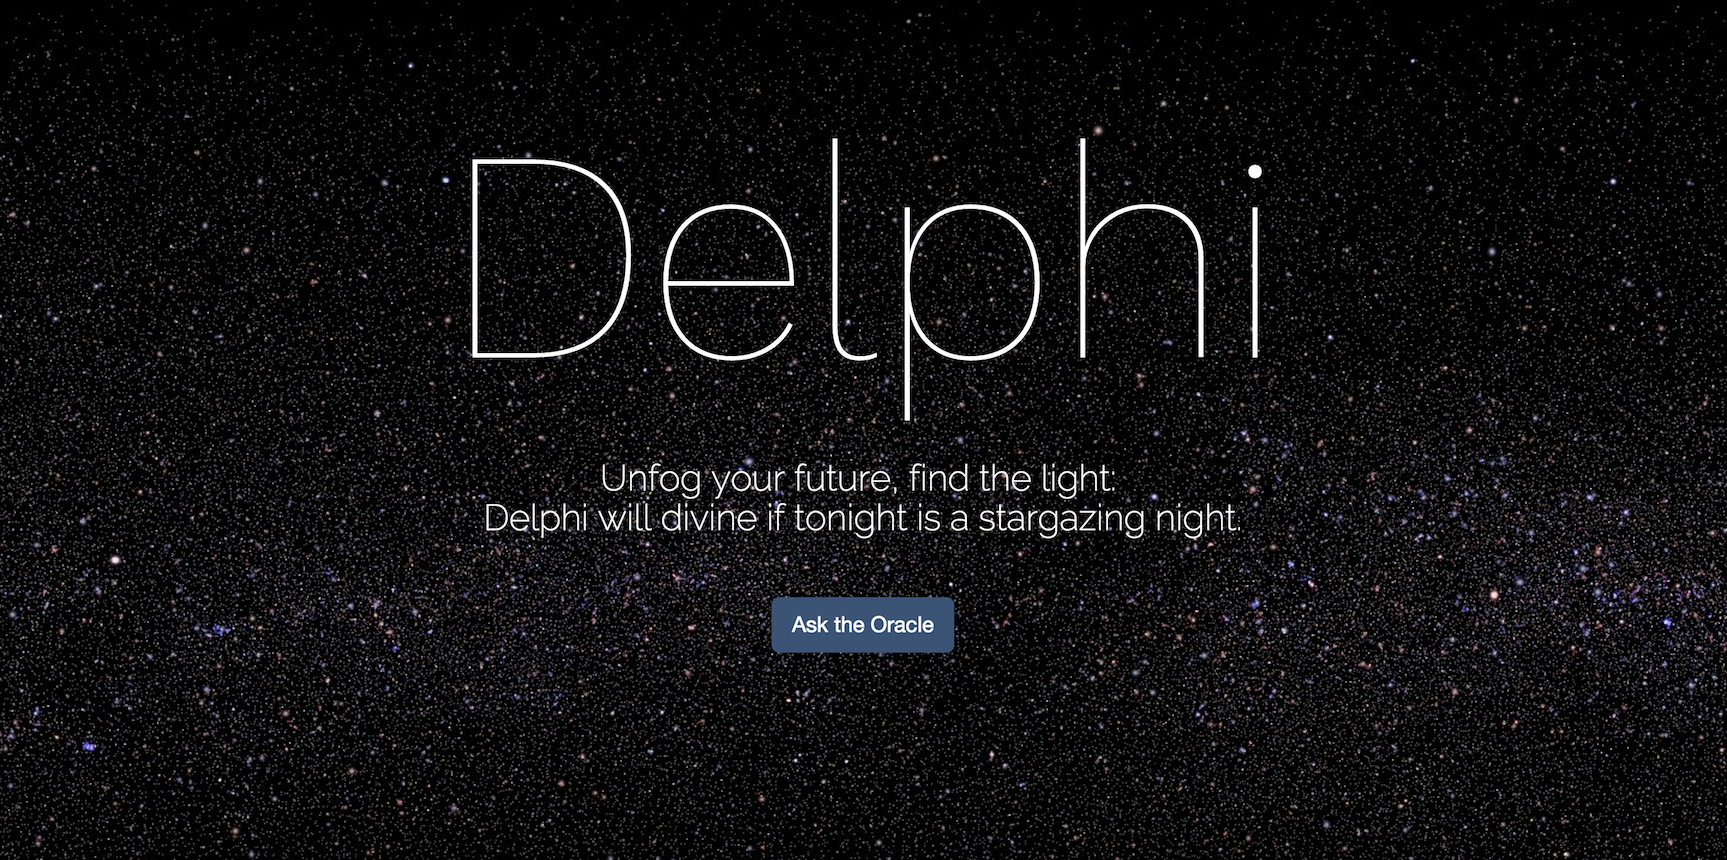 Delphi
Unfog your future, find the light:
Delphi will divine if tonight is a stargazing night.
Ask the Oracle